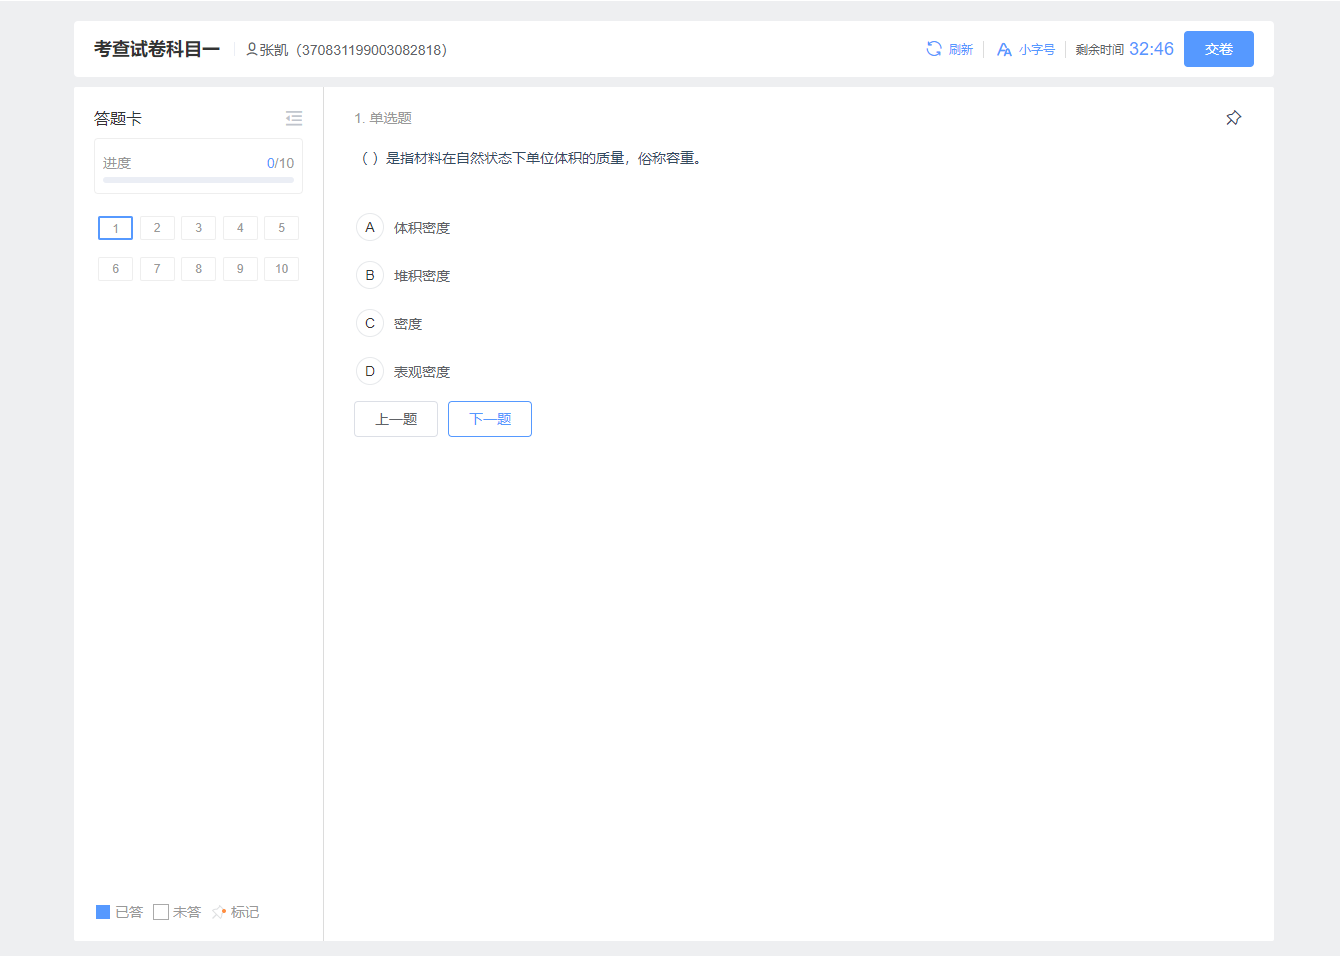 考查试卷科目一 张凯（370831199003082818） 刷新 小字号 剩余时间 32:46 交卷
答题卡
进度 0/10
1 2 3 4 5
6 7 8 9 10
已答 未答 标记
1. 单选题
（ ）是指材料在自然状态下单位体积的质量，俗称容重。
A 体积密度
B 堆积密度
C 密度
D 表观密度
上一题 下一题